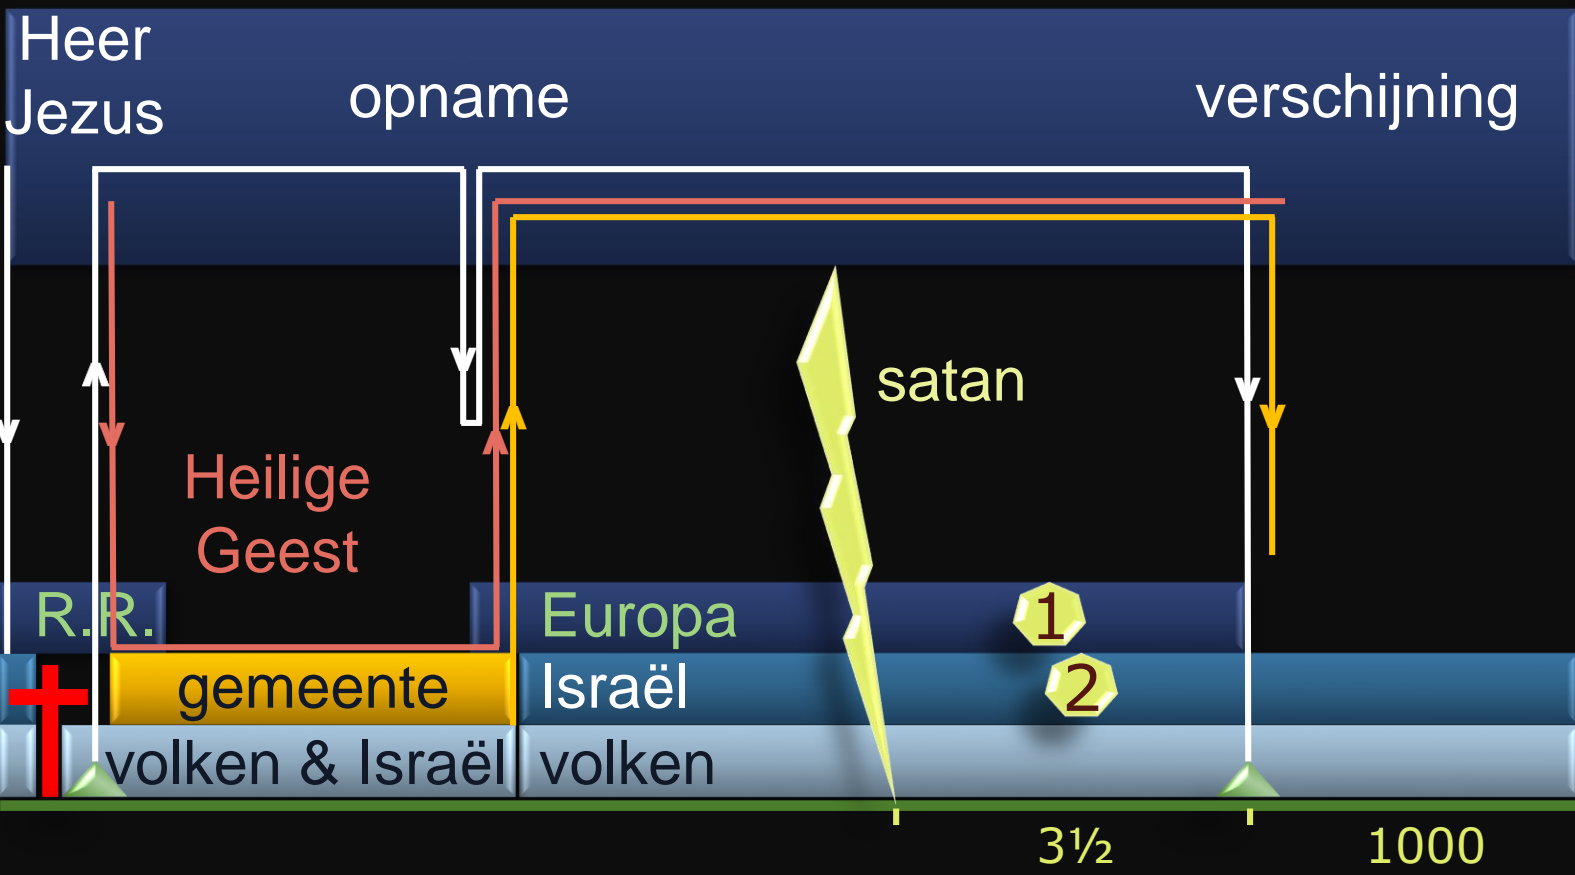 Heer
Jezus
opname
verschijning
satan
Heilige
Geest
R.R.
Europa
1
gemeente
Israël
2
volken & Israël
volken
3½
1000